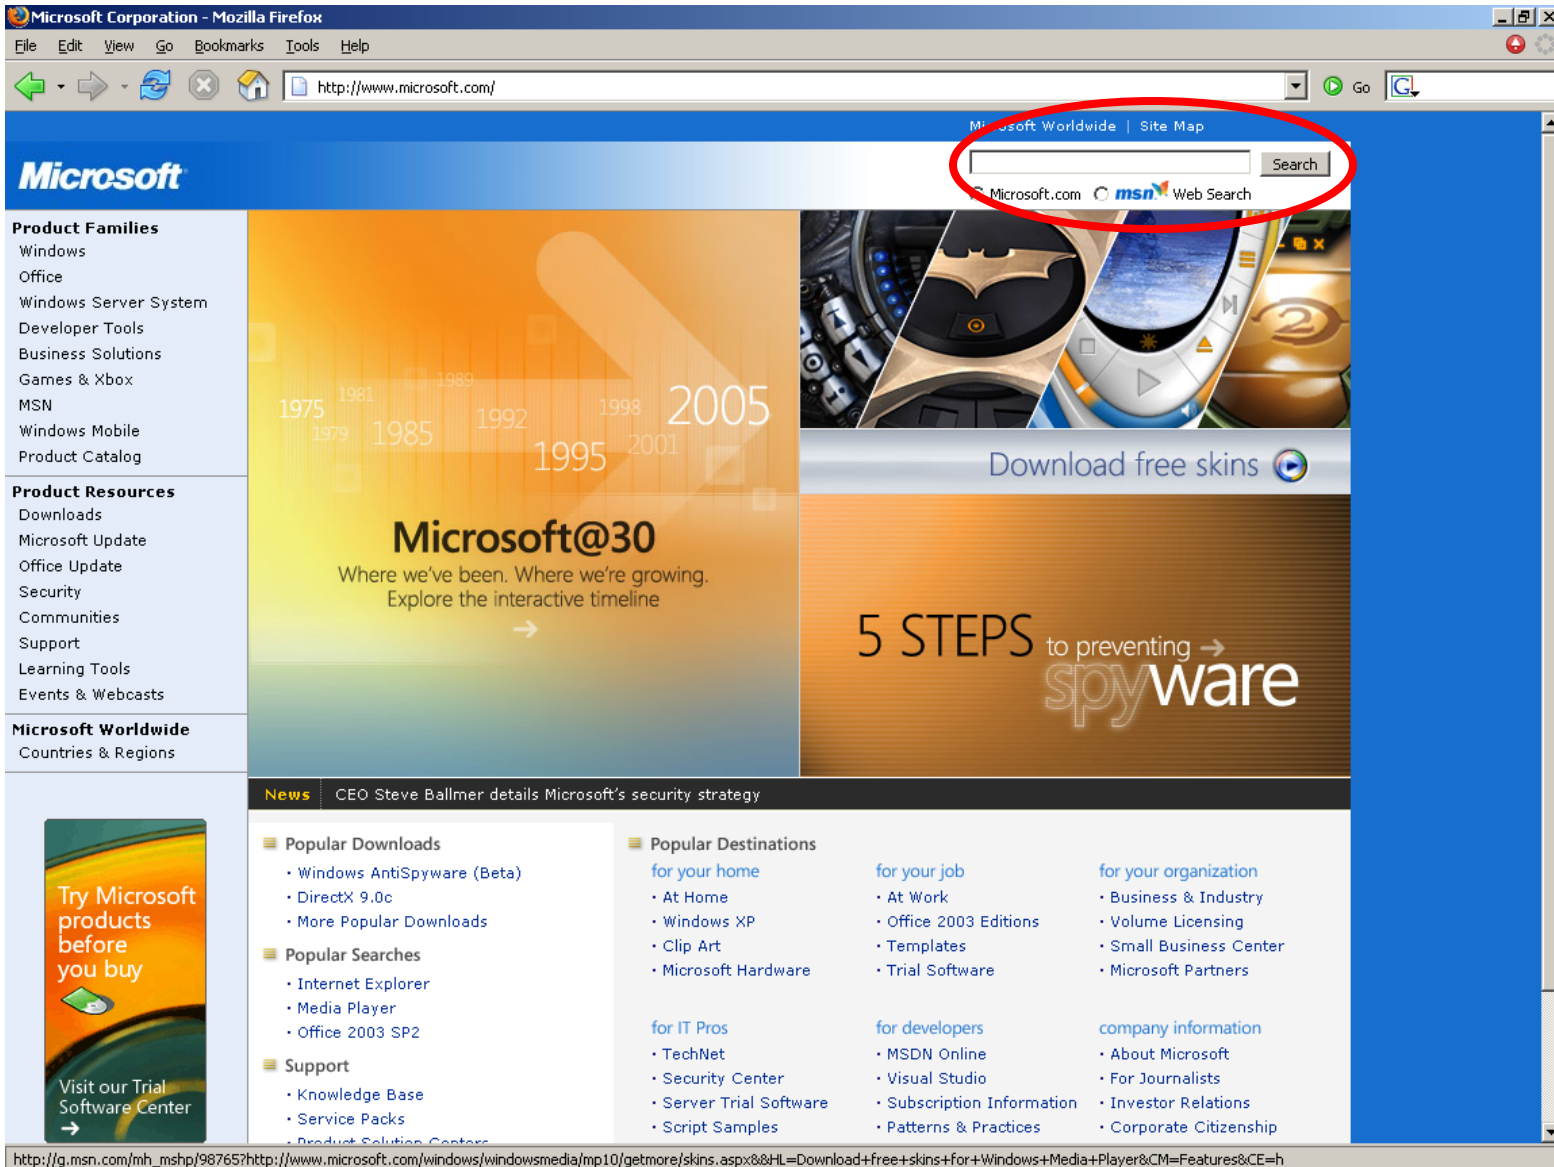 Microsoft Corporation - Mozilla Firefox
File Edit View Go Bookmarks Tools Help
http://www.microsoft.com/ Go G
Microsoft Worldwide | Site Map
Microsoft
Search
Microsoft.com msn Web Search
Product Families
Windows
Office
Windows Server System
Developer Tools
Business Solutions
Games & Xbox
MSN
Windows Mobile
Product Catalog
Product Resources
Downloads
Microsoft Update
Office Update
Security
Communities
Support
Learning Tools
Events & Webcasts
Microsoft Worldwide
Countries & Regions
Try Microsoft
products
before
you buy
Visit our Trial
Software Center
1975 1979 1981 1985 1989 1992 1995 1998 2001 2005
Microsoft@30
Where we've been. Where we're growing.
Explore the interactive timeline
2
Download free skins
5 STEPS to preventing
spyware
News CEO Steve Ballmer details Microsoft's security strategy
Popular Downloads
· Windows AntiSpyware (Beta)
· DirectX 9.0c
· More Popular Downloads
Popular Searches
· Internet Explorer
· Media Player
· Office 2003 SP2
Support
· Knowledge Base
· Service Packs
· Product Solution Centers
Popular Destinations
for your home
· At Home
· Windows XP
· Clip Art
· Microsoft Hardware
for your job
· At Work
· Office 2003 Editions
· Templates
· Trial Software
for your organization
· Business & Industry
· Volume Licensing
· Small Business Center
· Microsoft Partners
for IT Pros
· TechNet
· Security Center
· Server Trial Software
· Script Samples
for developers
· MSDN Online
· Visual Studio
· Subscription Information
· Patterns & Practices
company information
· About Microsoft
· For Journalists
· Investor Relations
· Corporate Citizenship
http://g.msn.com/mh_mshp/98765?http://www.microsoft.com/windows/windowsmedia/mp10/getmore/skins.aspx&&HL=Download+free+skins+for+Windows+Media+Player&CM=Features&CE=h